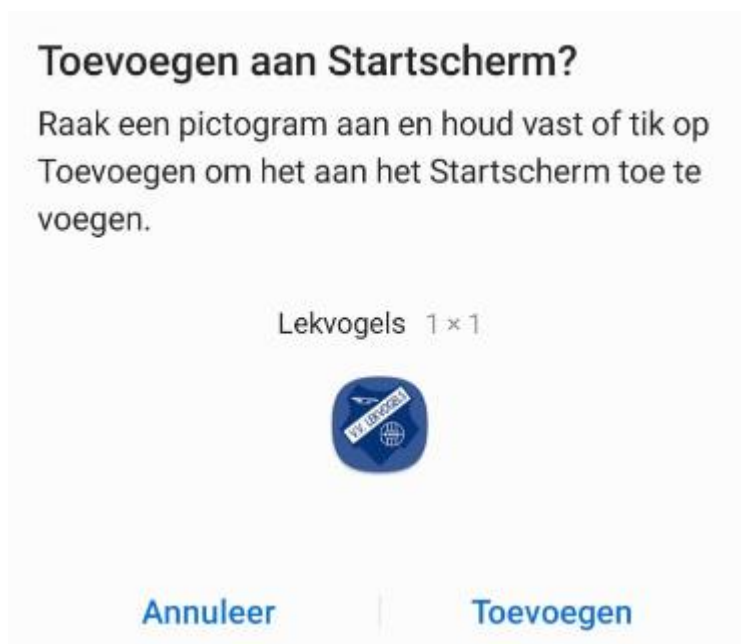 Toevoegen aan Startscherm?
Raak een pictogram aan en houd vast of tik op
Toevoegen om het aan het Startscherm toe te
voegen.
Lekvogels 1 × 1
V.V. LEKVOGELS
Annuleer Toevoegen